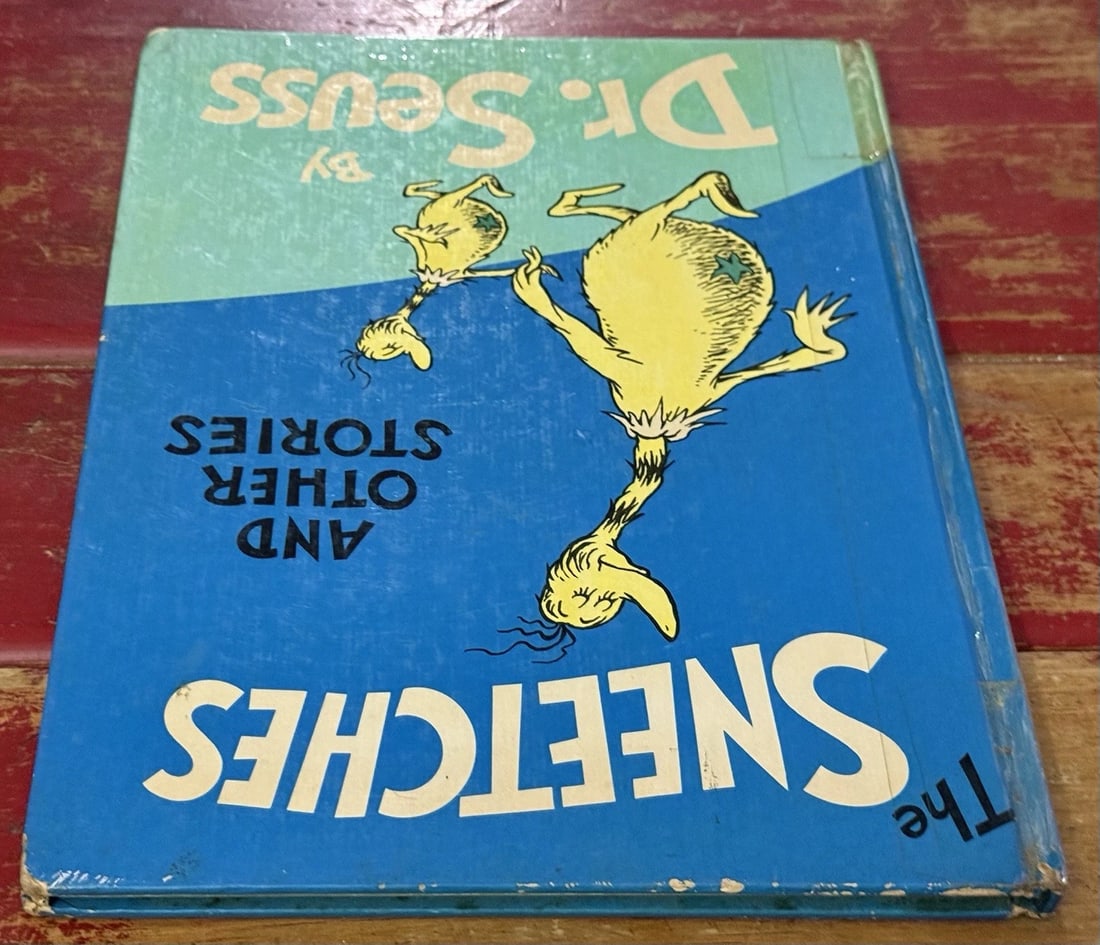 The
SNEETCHES
AND
OTHER
STORIES
BY
Dr. Seuss